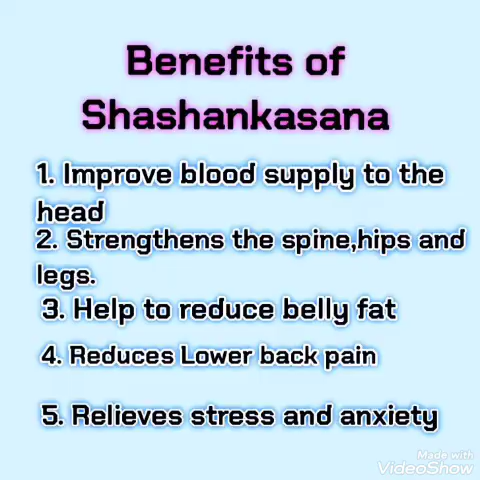 Benefits of
Shashankasana
1. Improve blood supply to the
head
2. Strengthens the spine,hips and
legs.
3. Help to reduce belly fat
4. Reduces Lower back pain
5. Relieves stress and anxiety
Made with
VideoShow